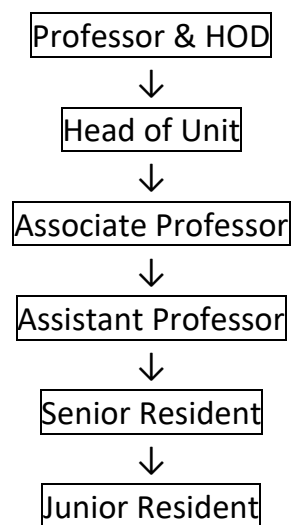 Professor & HOD
↓
Head of Unit
↓
Associate Professor
↓
Assistant Professor
↓
Senior Resident
↓
Junior Resident